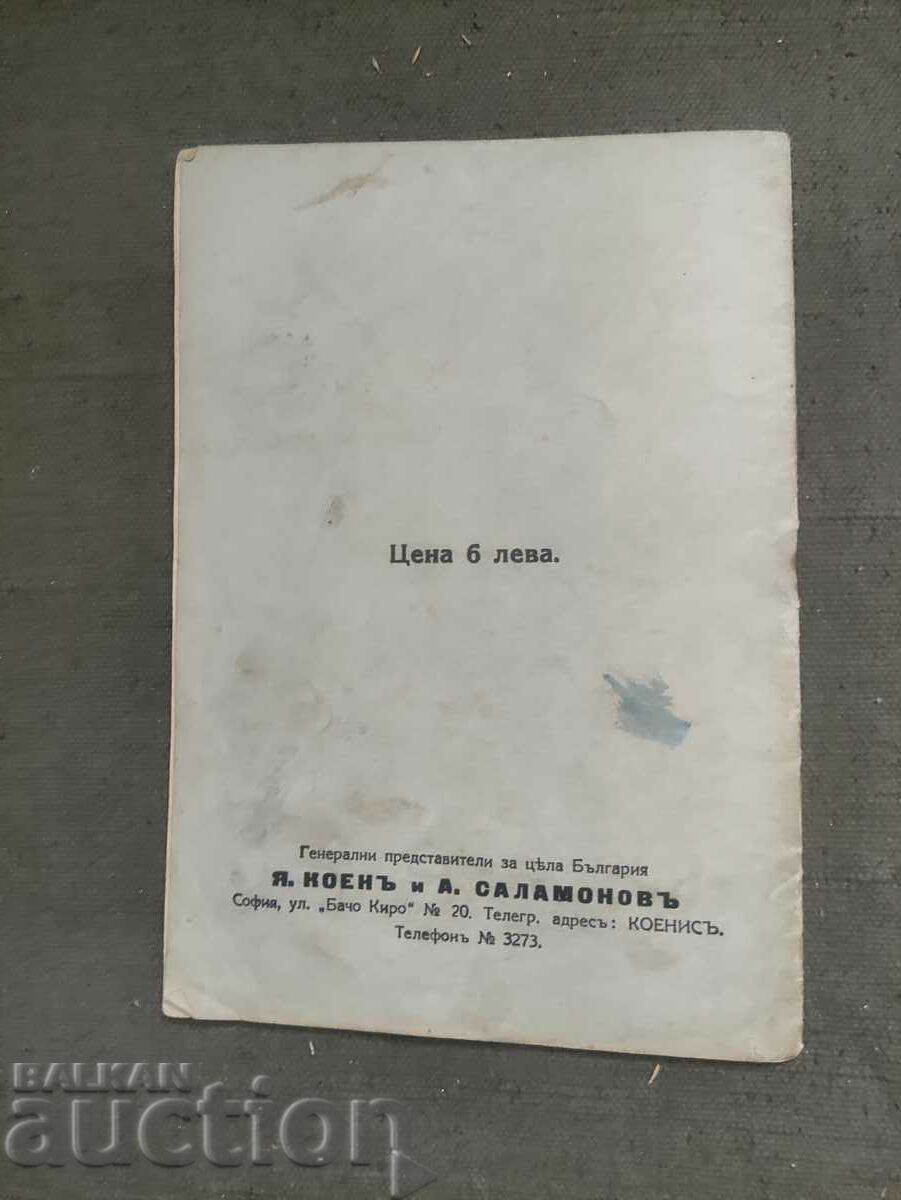 Цена 6 лева.
Генерални представители за цѣла България
Я. КОЕНЪ и А. САЛАМОНОВЪ
София, ул. „Бачо Киро“ № 20. Телегр. адресъ: КОЕНИСЪ.
Телефонъ № 3273.
BALKAN
auction